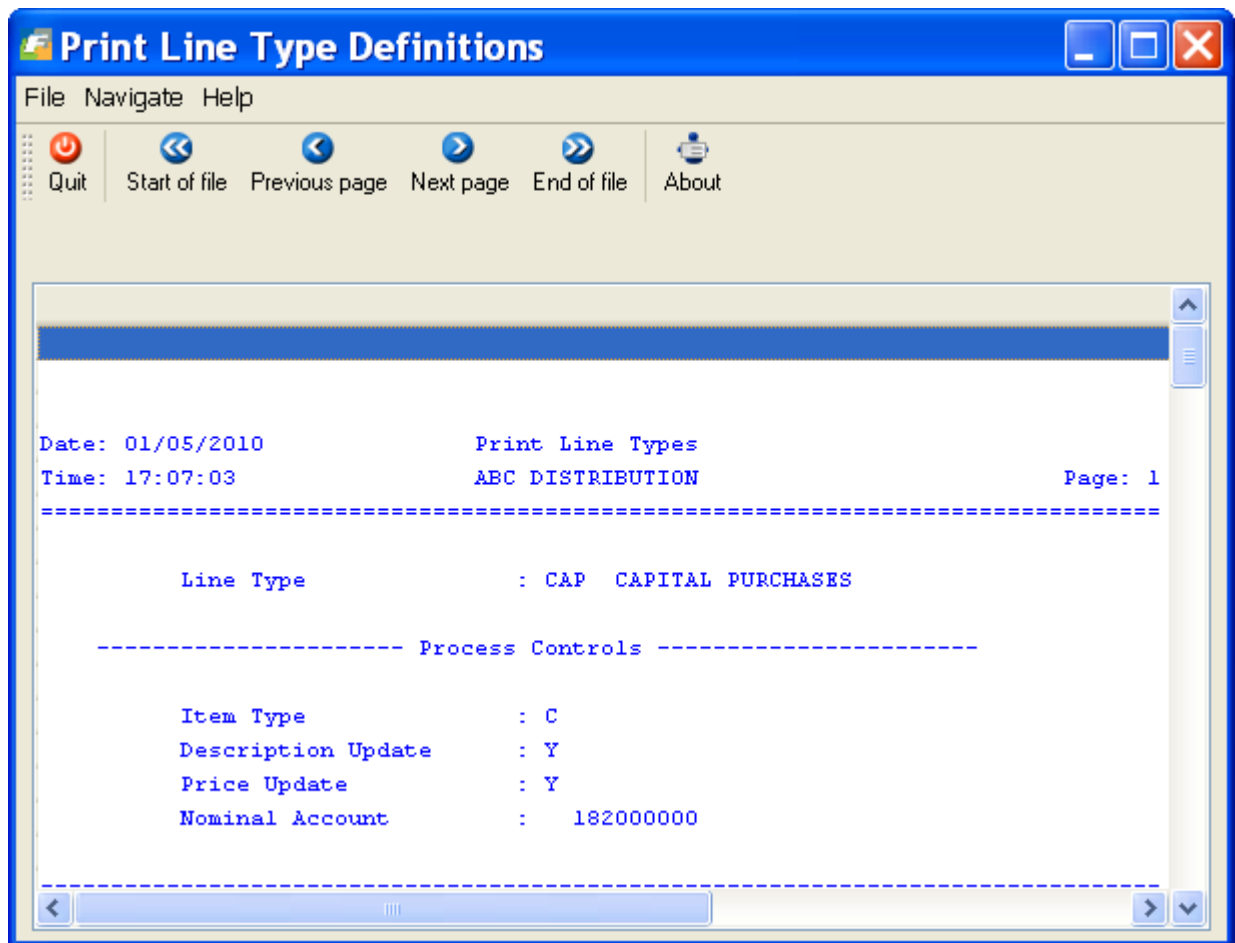 Print Line Type Definitions
File Navigate Help
Quit Start of file Previous page Next page End of file About
Date: 01/05/2010 Print Line Types
Time: 17:07:03 ABC DISTRIBUTION Page: 1
================================================================================
Line Type : CAP CAPITAL PURCHASES
---------------------- Process Controls -----------------------
Item Type : C
Description Update : Y
Price Update : Y
Nominal Account : 182000000
--------------------------------------------------------------------------------